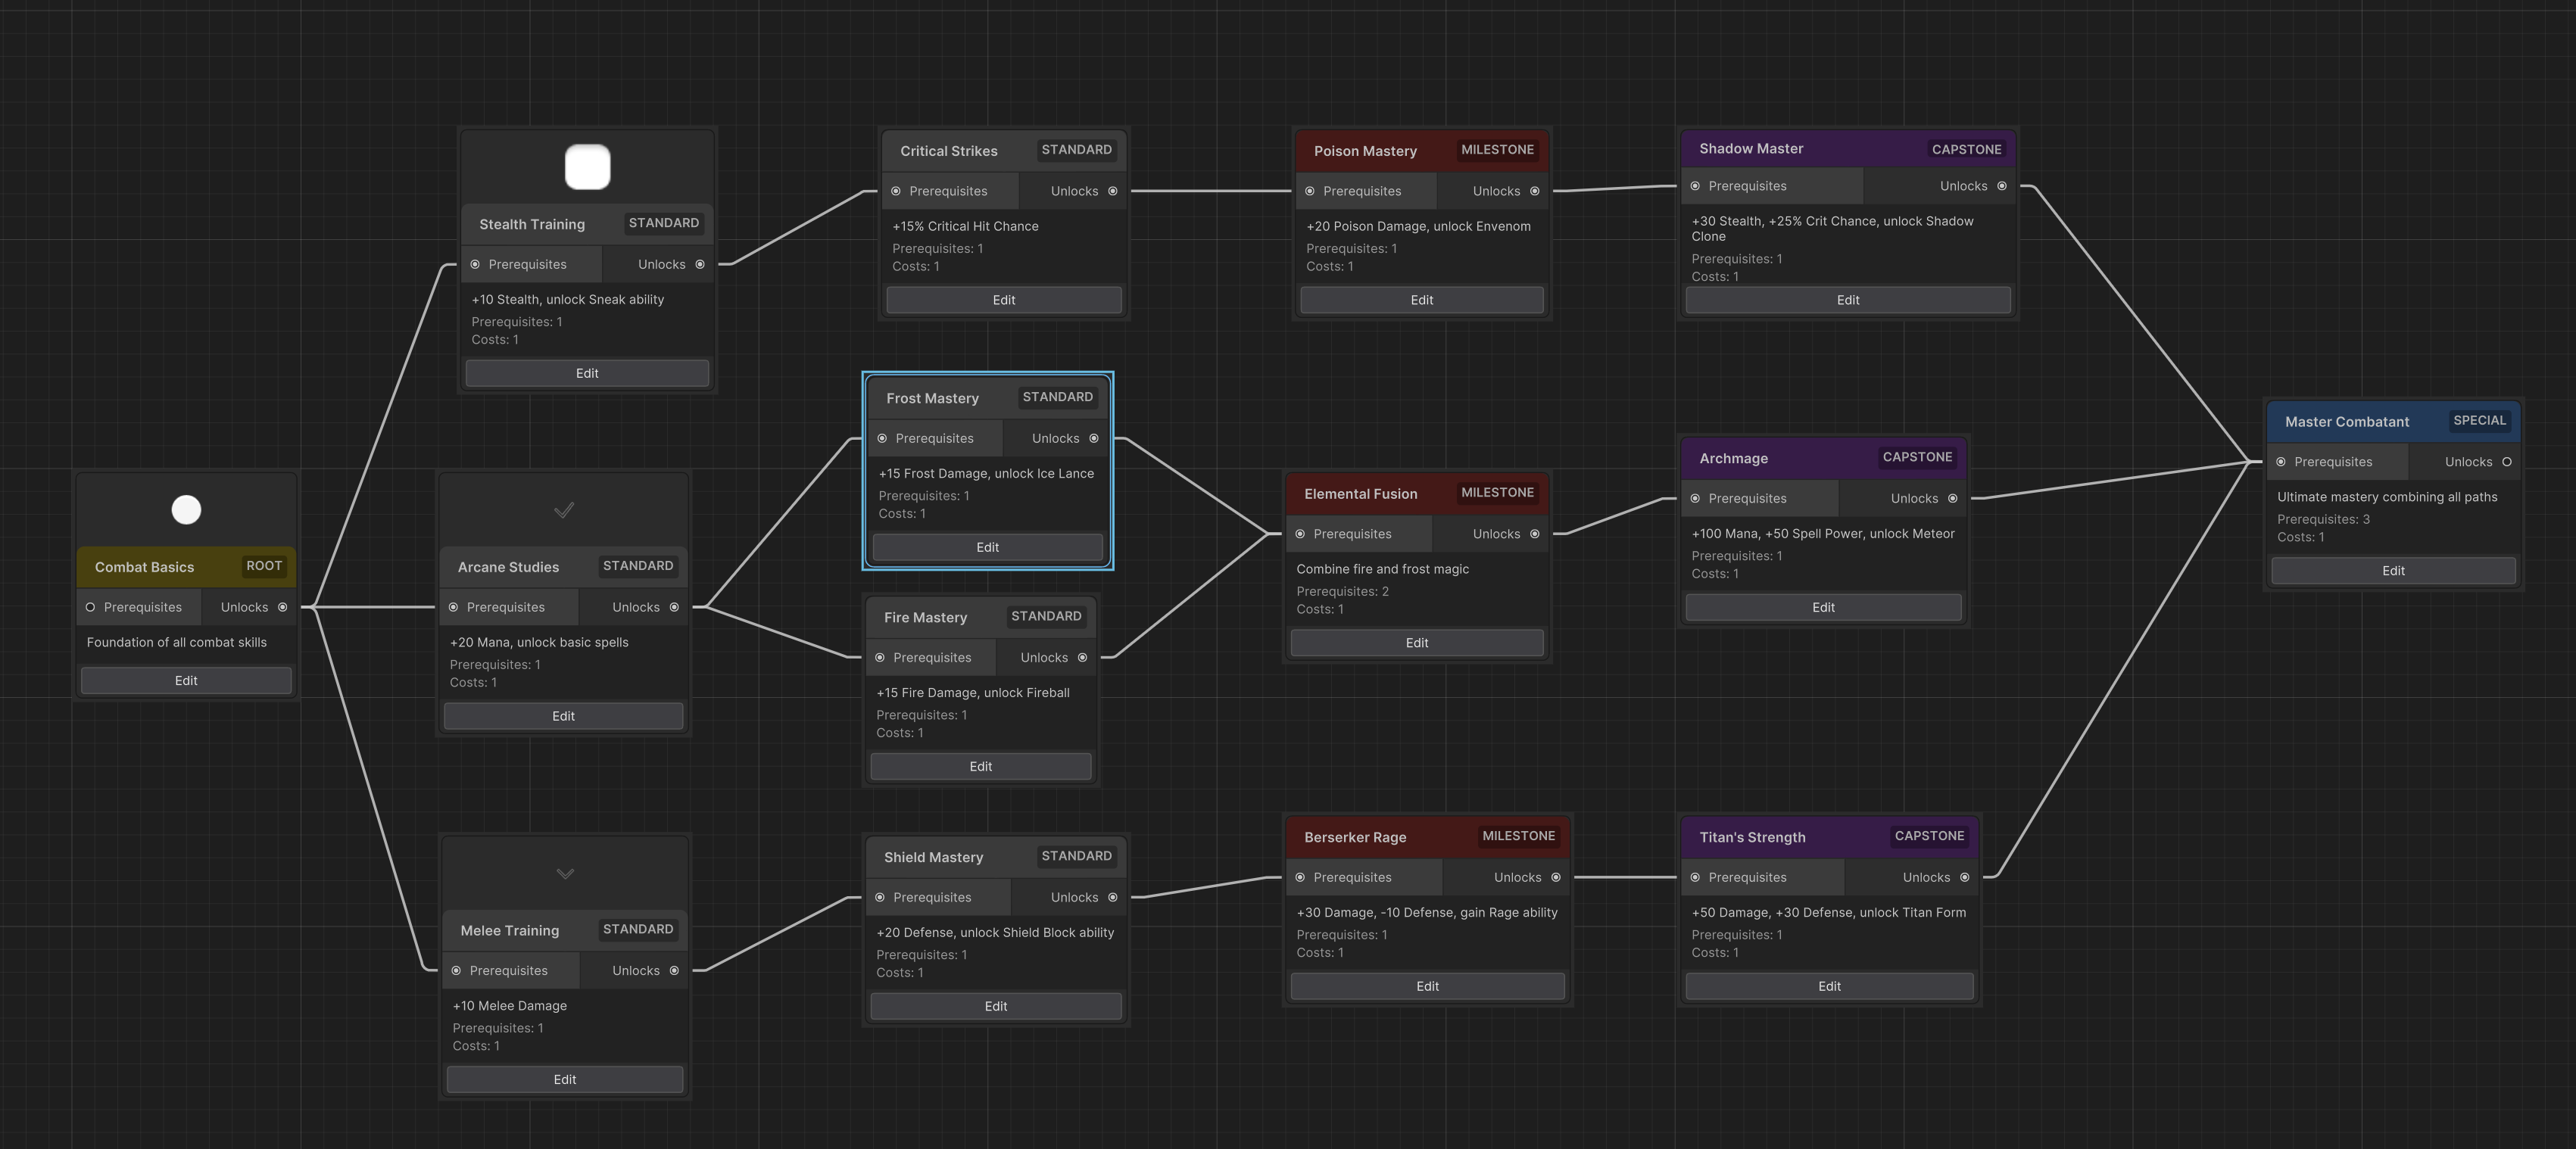 Stealth Training STANDARD
Prerequisites Unlocks
+10 Stealth, unlock Sneak ability
Prerequisites: 1
Costs: 1
Edit
Critical Strikes STANDARD
Prerequisites Unlocks
+15% Critical Hit Chance
Prerequisites: 1
Costs: 1
Edit
Poison Mastery MILESTONE
Prerequisites Unlocks
+20 Poison Damage, unlock Envenom
Prerequisites: 1
Costs: 1
Edit
Shadow Master CAPSTONE
Prerequisites Unlocks
+30 Stealth, +25% Crit Chance, unlock Shadow
Clone
Prerequisites: 1
Costs: 1
Edit
Combat Basics ROOT
Prerequisites Unlocks
Foundation of all combat skills
Edit
Arcane Studies STANDARD
Prerequisites Unlocks
+20 Mana, unlock basic spells
Prerequisites: 1
Costs: 1
Edit
Frost Mastery STANDARD
Prerequisites Unlocks
+15 Frost Damage, unlock Ice Lance
Prerequisites: 1
Costs: 1
Edit
Fire Mastery STANDARD
Prerequisites Unlocks
+15 Fire Damage, unlock Fireball
Prerequisites: 1
Costs: 1
Edit
Elemental Fusion MILESTONE
Prerequisites Unlocks
Combine fire and frost magic
Prerequisites: 2
Costs: 1
Edit
Archmage CAPSTONE
Prerequisites Unlocks
+100 Mana, +50 Spell Power, unlock Meteor
Prerequisites: 1
Costs: 1
Edit
Master Combatant SPECIAL
Prerequisites Unlocks
Ultimate mastery combining all paths
Prerequisites: 3
Costs: 1
Edit
Melee Training STANDARD
Prerequisites Unlocks
+10 Melee Damage
Prerequisites: 1
Costs: 1
Edit
Shield Mastery STANDARD
Prerequisites Unlocks
+20 Defense, unlock Shield Block ability
Prerequisites: 1
Costs: 1
Edit
Berserker Rage MILESTONE
Prerequisites Unlocks
+30 Damage, -10 Defense, gain Rage ability
Prerequisites: 1
Costs: 1
Edit
Titan's Strength CAPSTONE
Prerequisites Unlocks
+50 Damage, +30 Defense, unlock Titan Form
Prerequisites: 1
Costs: 1
Edit